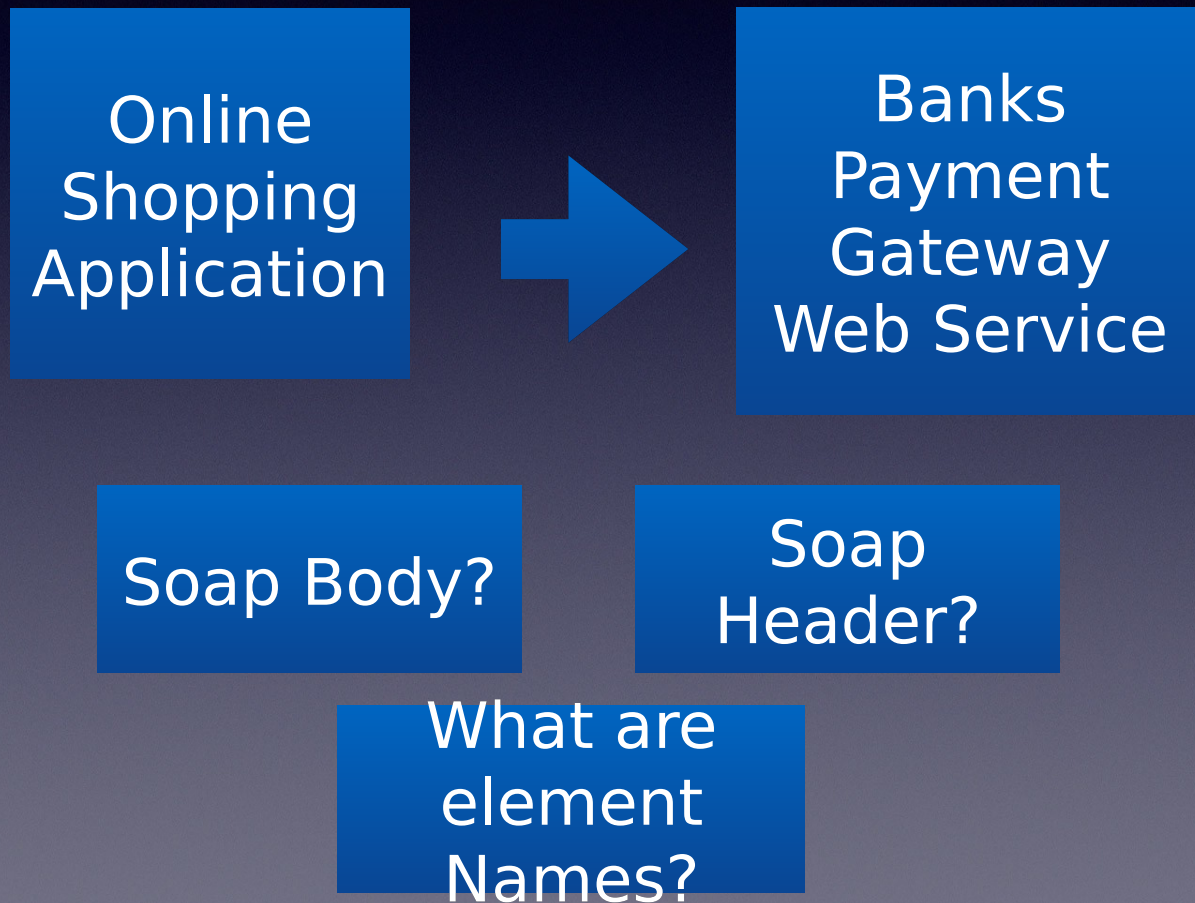 Online
Shopping
Application
Banks
Payment
Gateway
Web Service
Soap Body?
Soap
Header?
What are
element
Names?